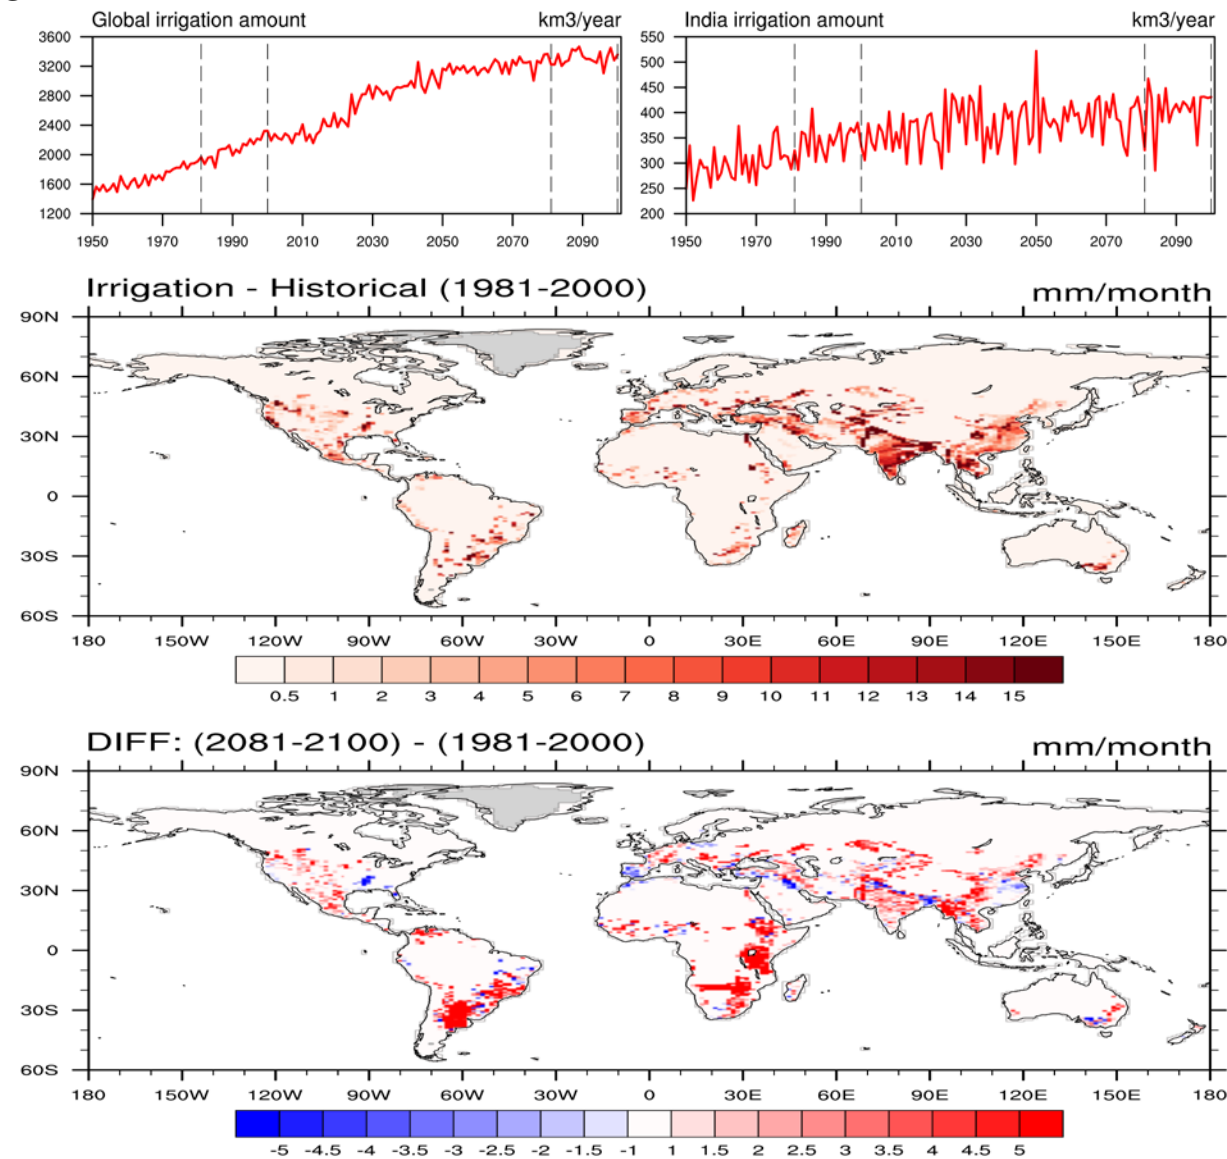 Global irrigation amount km3/year
3600
3200
2800
2400
2000
1600
1200
1950 1970 1990 2010 2030 2050 2070 2090
India irrigation amount km3/year
550
500
450
400
350
300
250
200
1950 1970 1990 2010 2030 2050 2070 2090
Irrigation - Historical (1981-2000) mm/month
90N
60N
30N
0
30S
60S
180 150W 120W 90W 60W 30W 0 30E 60E 90E 120E 150E 180
0.5 1 2 3 4 5 6 7 8 9 10 11 12 13 14 15
DIFF: (2081-2100) - (1981-2000) mm/month
90N
60N
30N
0
30S
60S
180 150W 120W 90W 60W 30W 0 30E 60E 90E 120E 150E 180
-5 -4.5 -4 -3.5 -3 -2.5 -2 -1.5 -1 1 1.5 2 2.5 3 3.5 4 4.5 5